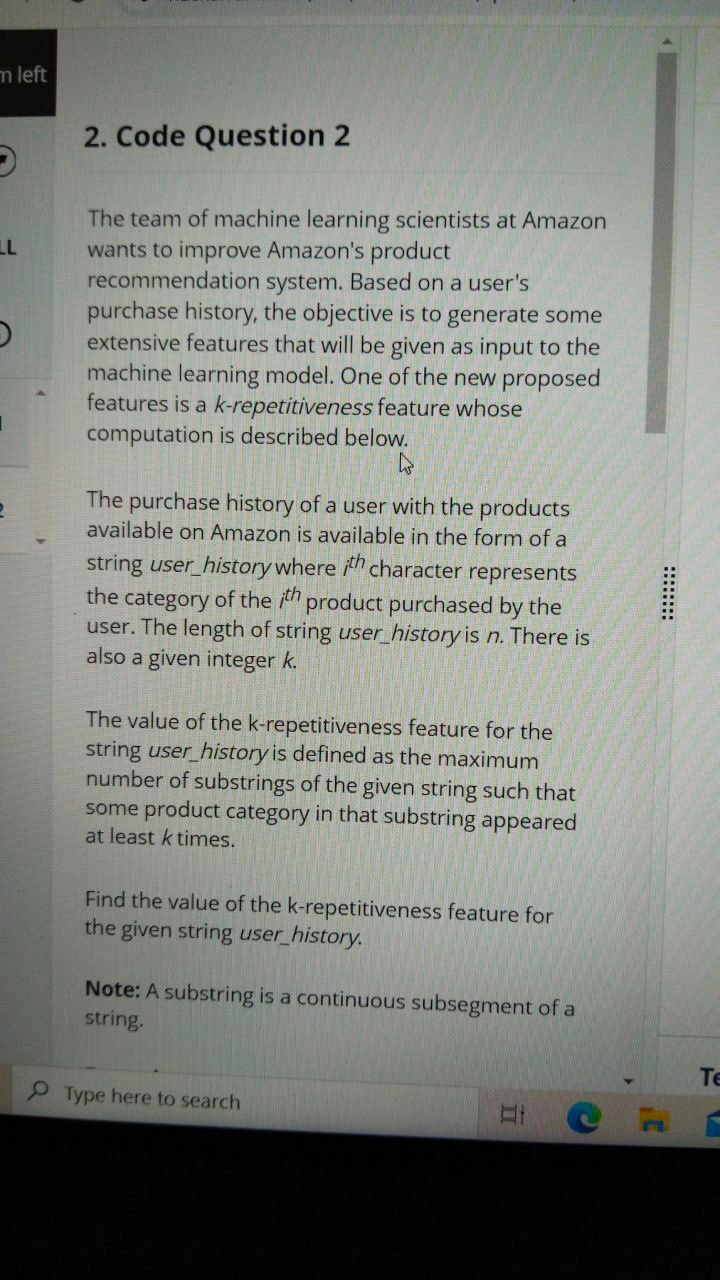 m left
2. Code Question 2
LL
The team of machine learning scientists at Amazon
wants to improve Amazon's product
recommendation system. Based on a user's
purchase history, the objective is to generate some
extensive features that will be given as input to the
machine learning model. One of the new proposed
features is a k-repetitiveness feature whose
computation is described below.
The purchase history of a user with the products
available on Amazon is available in the form of a
string user_history where ith character represents
the category of the ith product purchased by the
user. The length of string user_history is n. There is
also a given integer k.
The value of the k-repetitiveness feature for the
string user_history is defined as the maximum
number of substrings of the given string such that
some product category in that substring appeared
at least k times.
Find the value of the k-repetitiveness feature for
the given string user_history.
Note: A substring is a continuous subsegment of a
string.
Te
Type here to search